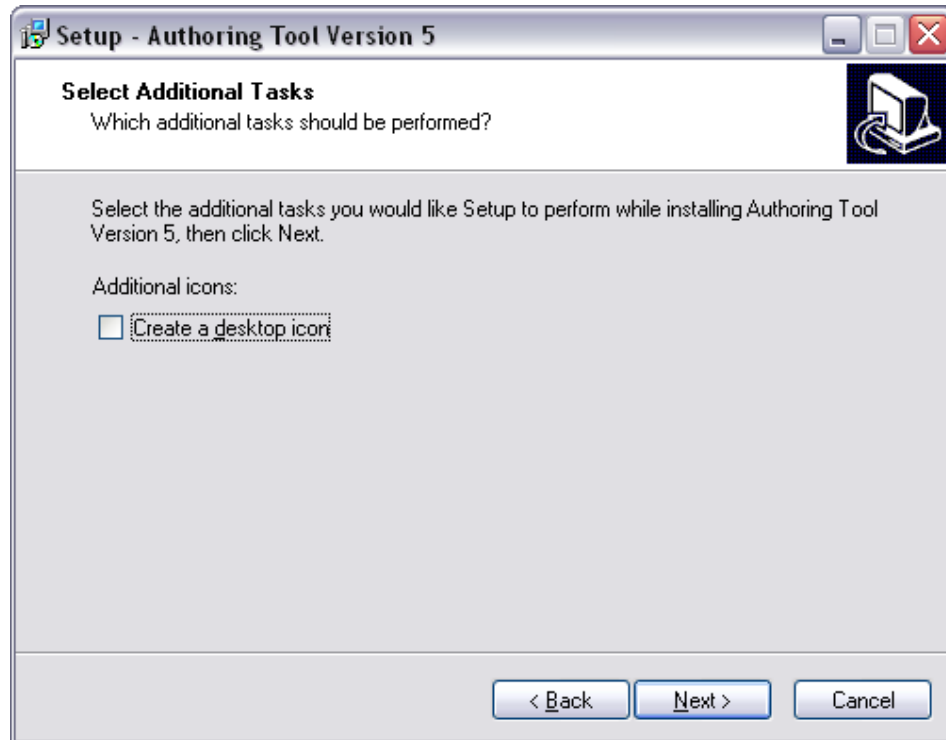 Setup - Authoring Tool Version 5
Select Additional Tasks
Which additional tasks should be performed?
Select the additional tasks you would like Setup to perform while installing Authoring Tool
Version 5, then click Next.
Additional icons:
Create a desktop icon
< Back
Next >
Cancel